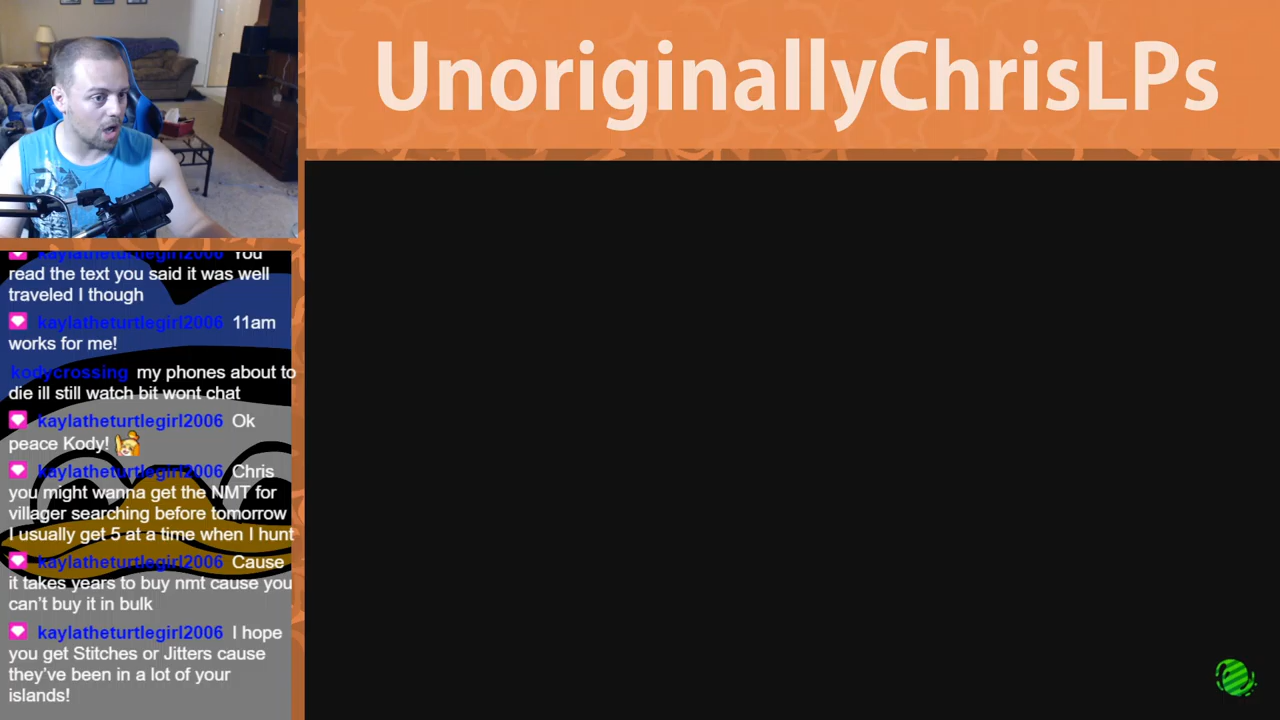 UnoriginallyChrisLPs
kaylatheturtlegirl2006 You
read the text you said it was well
traveled I though
kaylatheturtlegirl2006 11am
works for me!
kodycrossing my phones about to
die ill still watch bit wont chat
kaylatheturtlegirl2006 Ok
peace Kody!
kaylatheturtlegirl2006 Chris
you might wanna get the NMT for
villager searching before tomorrow
I usually get 5 at a time when I hunt
kaylatheturtlegirl2006 Cause
it takes years to buy nmt cause you
can't buy it in bulk
kaylatheturtlegirl2006 I hope
you get Stitches or Jitters cause
they've been in a lot of your
islands!